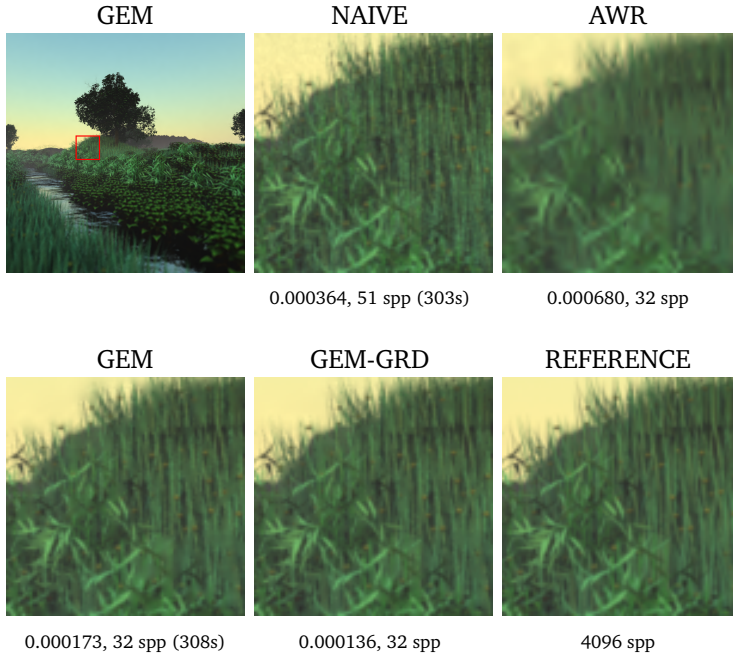 GEM NAIVE AWR
0.000364, 51 spp (303s) 0.000680, 32 spp
GEM GEM-GRD REFERENCE
0.000173, 32 spp (308s) 0.000136, 32 spp 4096 spp